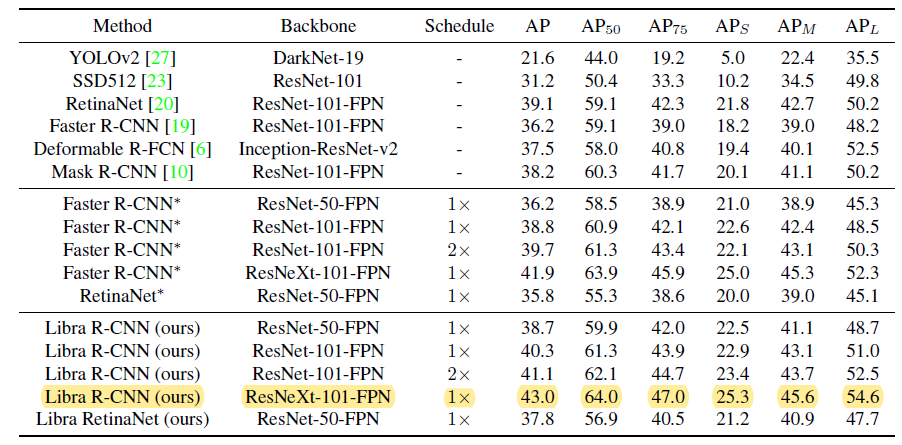 Method Backbone Schedule AP AP50 AP75 APS APM APL
YOLOv2 [27] DarkNet-19 - 21.6 44.0 19.2 5.0 22.4 35.5
SSD512 [23] ResNet-101 - 31.2 50.4 33.3 10.2 34.5 49.8
RetinaNet [20] ResNet-101-FPN - 39.1 59.1 42.3 21.8 42.7 50.2
Faster R-CNN [19] ResNet-101-FPN - 36.2 59.1 39.0 18.2 39.0 48.2
Deformable R-FCN [6] Inception-ResNet-v2 - 37.5 58.0 40.8 19.4 40.1 52.5
Mask R-CNN [10] ResNet-101-FPN - 38.2 60.3 41.7 20.1 41.1 50.2
Faster R-CNN* ResNet-50-FPN 1× 36.2 58.5 38.9 21.0 38.9 45.3
Faster R-CNN* ResNet-101-FPN 1× 38.8 60.9 42.1 22.6 42.4 48.5
Faster R-CNN* ResNet-101-FPN 2× 39.7 61.3 43.4 22.1 43.1 50.3
Faster R-CNN* ResNeXt-101-FPN 1× 41.9 63.9 45.9 25.0 45.3 52.3
RetinaNet* ResNet-50-FPN 1× 35.8 55.3 38.6 20.0 39.0 45.1
Libra R-CNN (ours) ResNet-50-FPN 1× 38.7 59.9 42.0 22.5 41.1 48.7
Libra R-CNN (ours) ResNet-101-FPN 1× 40.3 61.3 43.9 22.9 43.1 51.0
Libra R-CNN (ours) ResNet-101-FPN 2× 41.1 62.1 44.7 23.4 43.7 52.5
Libra R-CNN (ours) ResNeXt-101-FPN 1× 43.0 64.0 47.0 25.3 45.6 54.6
Libra RetinaNet (ours) ResNet-50-FPN 1× 37.8 56.9 40.5 21.2 40.9 47.7